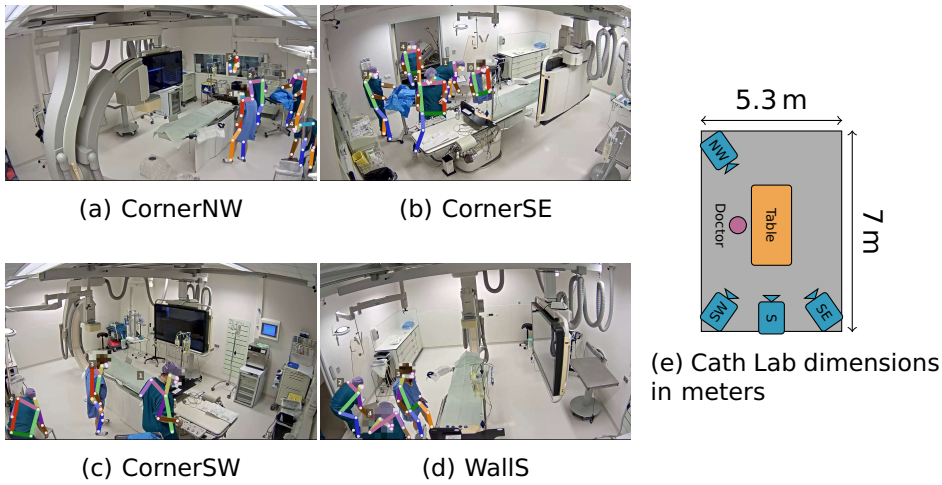 (a) CornerNW
(b) CornerSE
(c) CornerSW
(d) WallS
5.3 m
7 m
NW
Doctor
Table
SW
S
SE
(e) Cath Lab dimensions
in meters